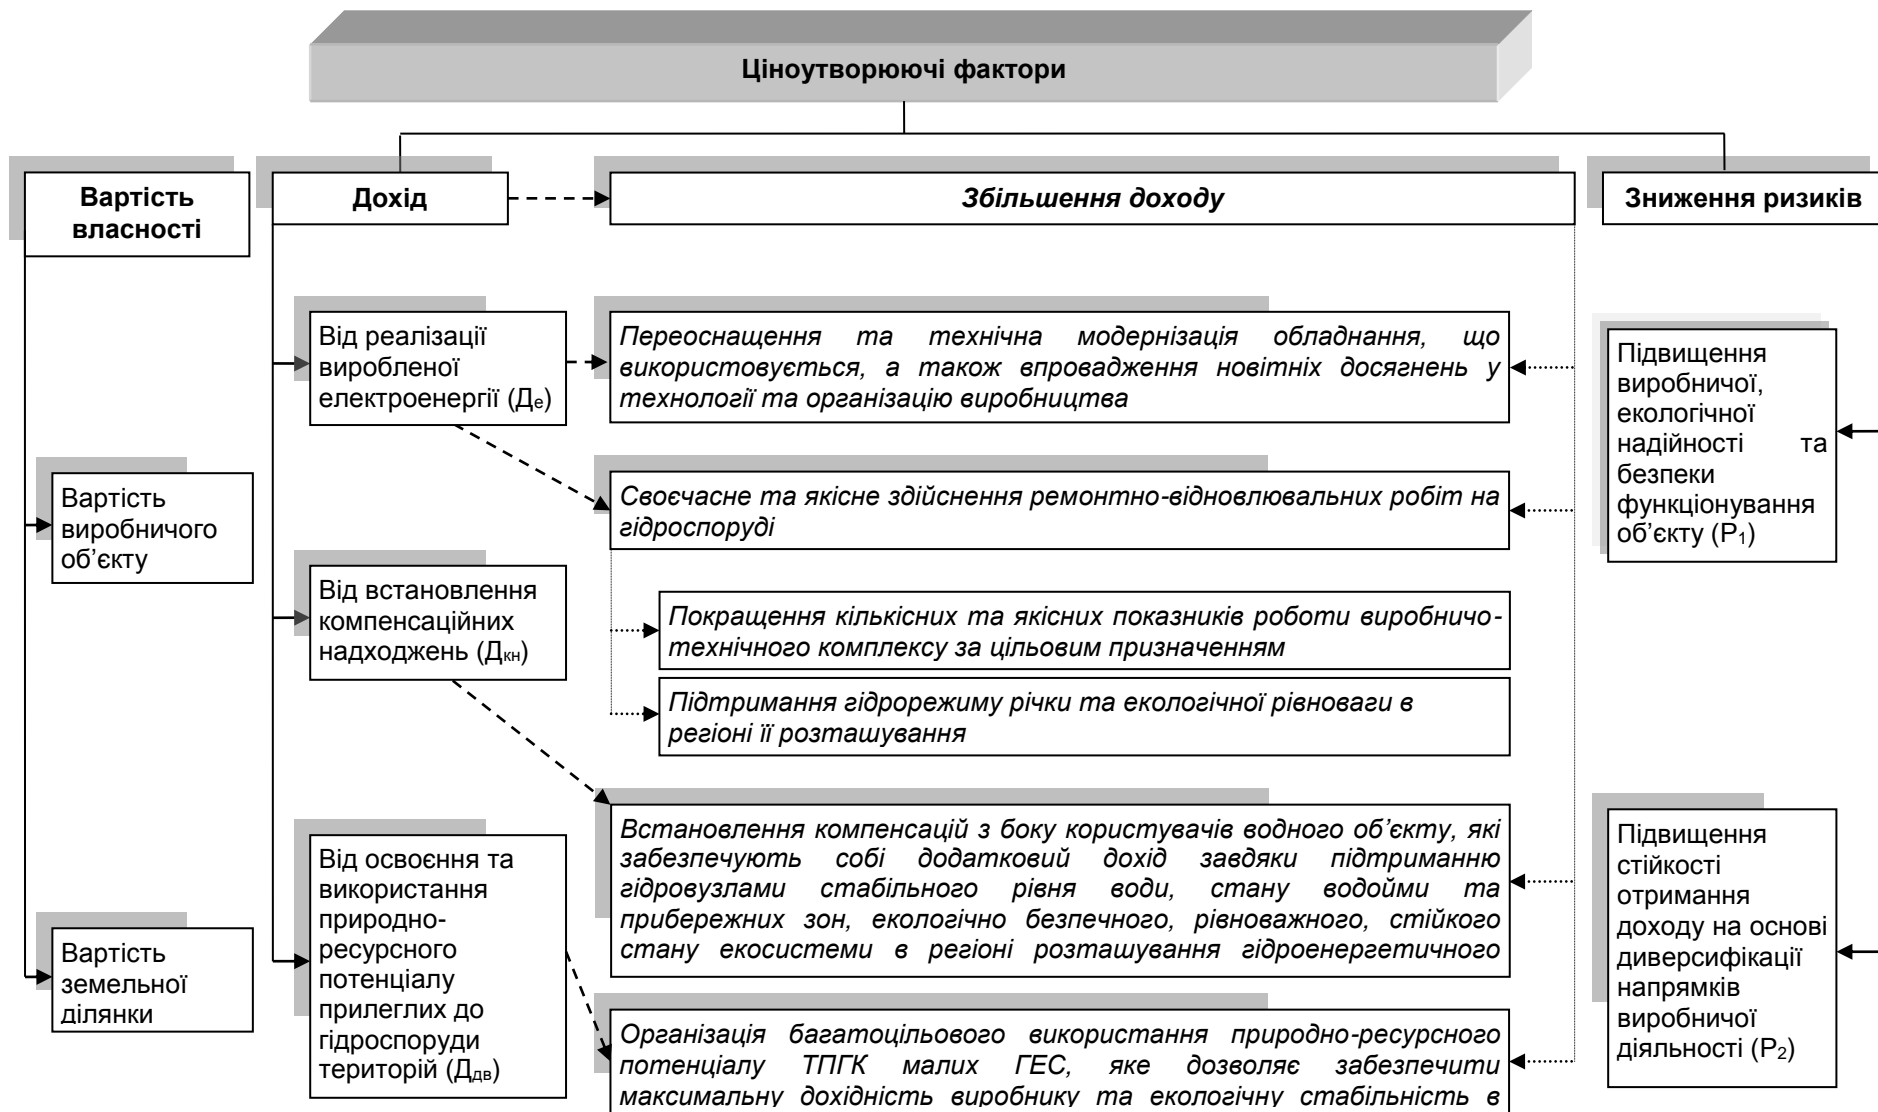 Ціноутворюючі фактори
Вартість
власності
Дохід
Збільшення доходу
Зниження ризиків
Від реалізації
виробленої
електроенергії (Де)
Переоснащення та технічна модернізація обладнання, що
використовується, а також впровадження новітніх досягнень у
технології та організацію виробництва
Підвищення
виробничої,
екологічної
надійності та
безпеки
функціонування
об’єкту (Р1)
Вартість
виробничого
об’єкту
Своєчасне та якісне здійснення ремонтно-відновлювальних робіт на
гідроспоруді
Від встановлення
компенсаційних
надходжень (Дкн)
Покращення кількісних та якісних показників роботи виробничо-
технічного комплексу за цільовим призначенням
Підтримання гідрорежиму річки та екологічної рівноваги в
регіоні її розташування
Встановлення компенсацій з боку користувачів водного об’єкту, які
забезпечують собі додатковий дохід завдяки підтриманню
гідровузлами стабільного рівня води, стану водойми та
прибережних зон, екологічно безпечного, рівноважного, стійкого
стану екосистеми в регіоні розташування гідроенергетичного
Підвищення
стійкості
отримання
доходу на основі
диверсифікації
напрямків
виробничої
діяльності (Р2)
Вартість
земельної
ділянки
Від освоєння та
використання
природно-
ресурсного
потенціалу
прилеглих до
гідроспоруди
територій (Ддв)
Організація багатоцільового використання природно-ресурсного
потенціалу ТПГК малих ГЕС, яке дозволяє забезпечити
максимальну дохідність виробнику та екологічну стабільність в